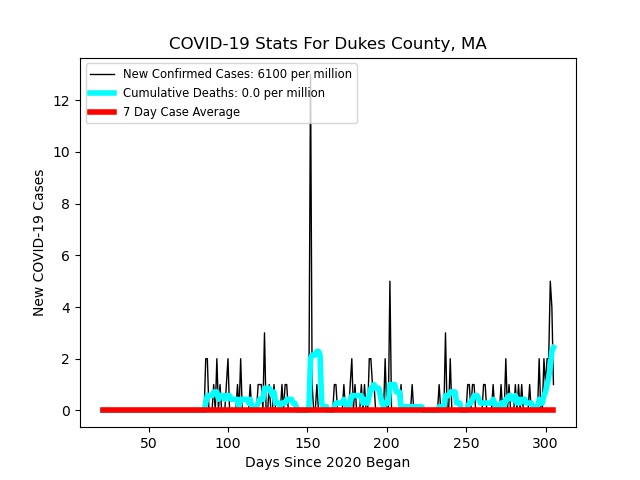 COVID-19 Stats For Dukes County, MA
New Confirmed Cases: 6100 per million
Cumulative Deaths: 0.0 per million
7 Day Case Average
12
10
8
6
4
2
0
New COVID-19 Cases
50 100 150 200 250 300
Days Since 2020 Began